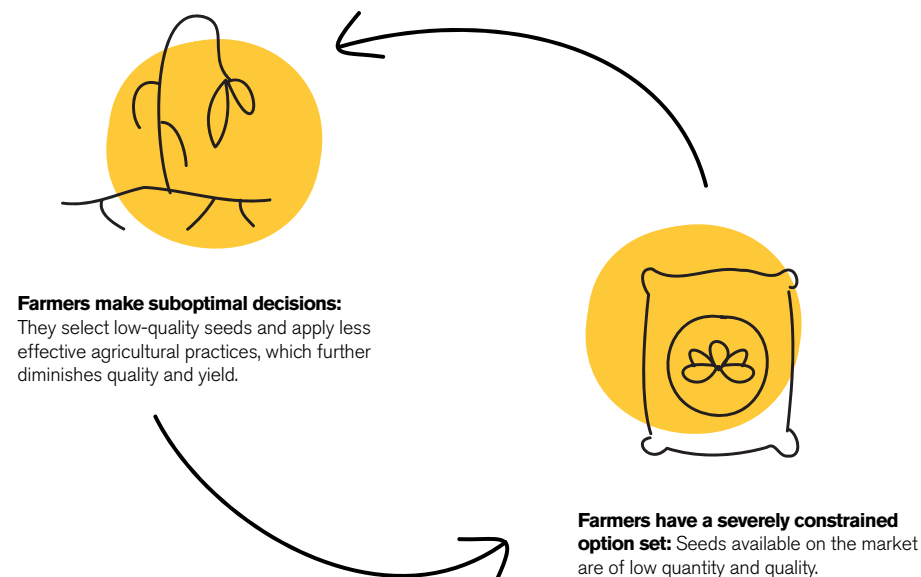 Farmers make suboptimal decisions:
They select low-quality seeds and apply less
effective agricultural practices, which further
diminishes quality and yield.
Farmers have a severely constrained
option set: Seeds available on the market
are of low quantity and quality.